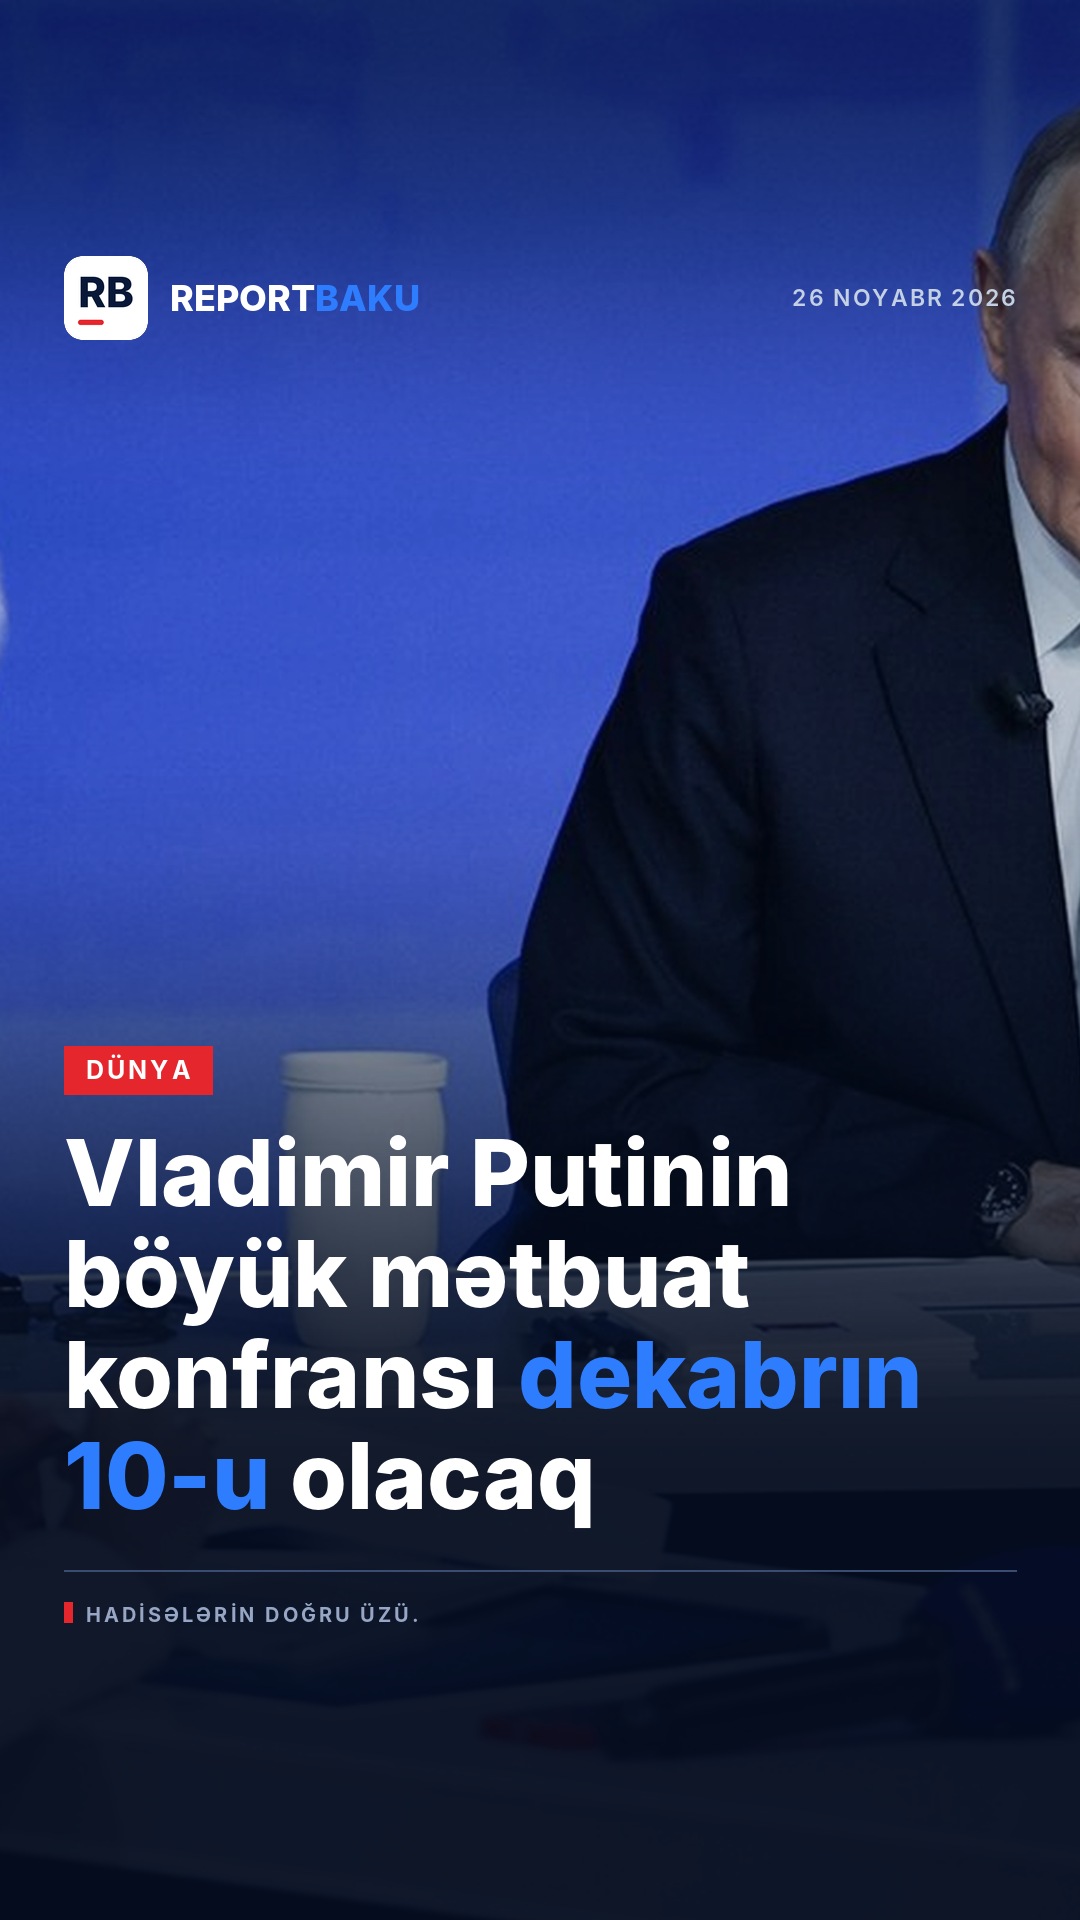 RB
REPORTBAKU
26 NOYABR 2026
DÜNYA
Vladimir Putinin
böyük mətbuat
konfransı dekabrın
10-u olacaq
HADİSƏLƏRİN DOĞRU ÜZÜ.